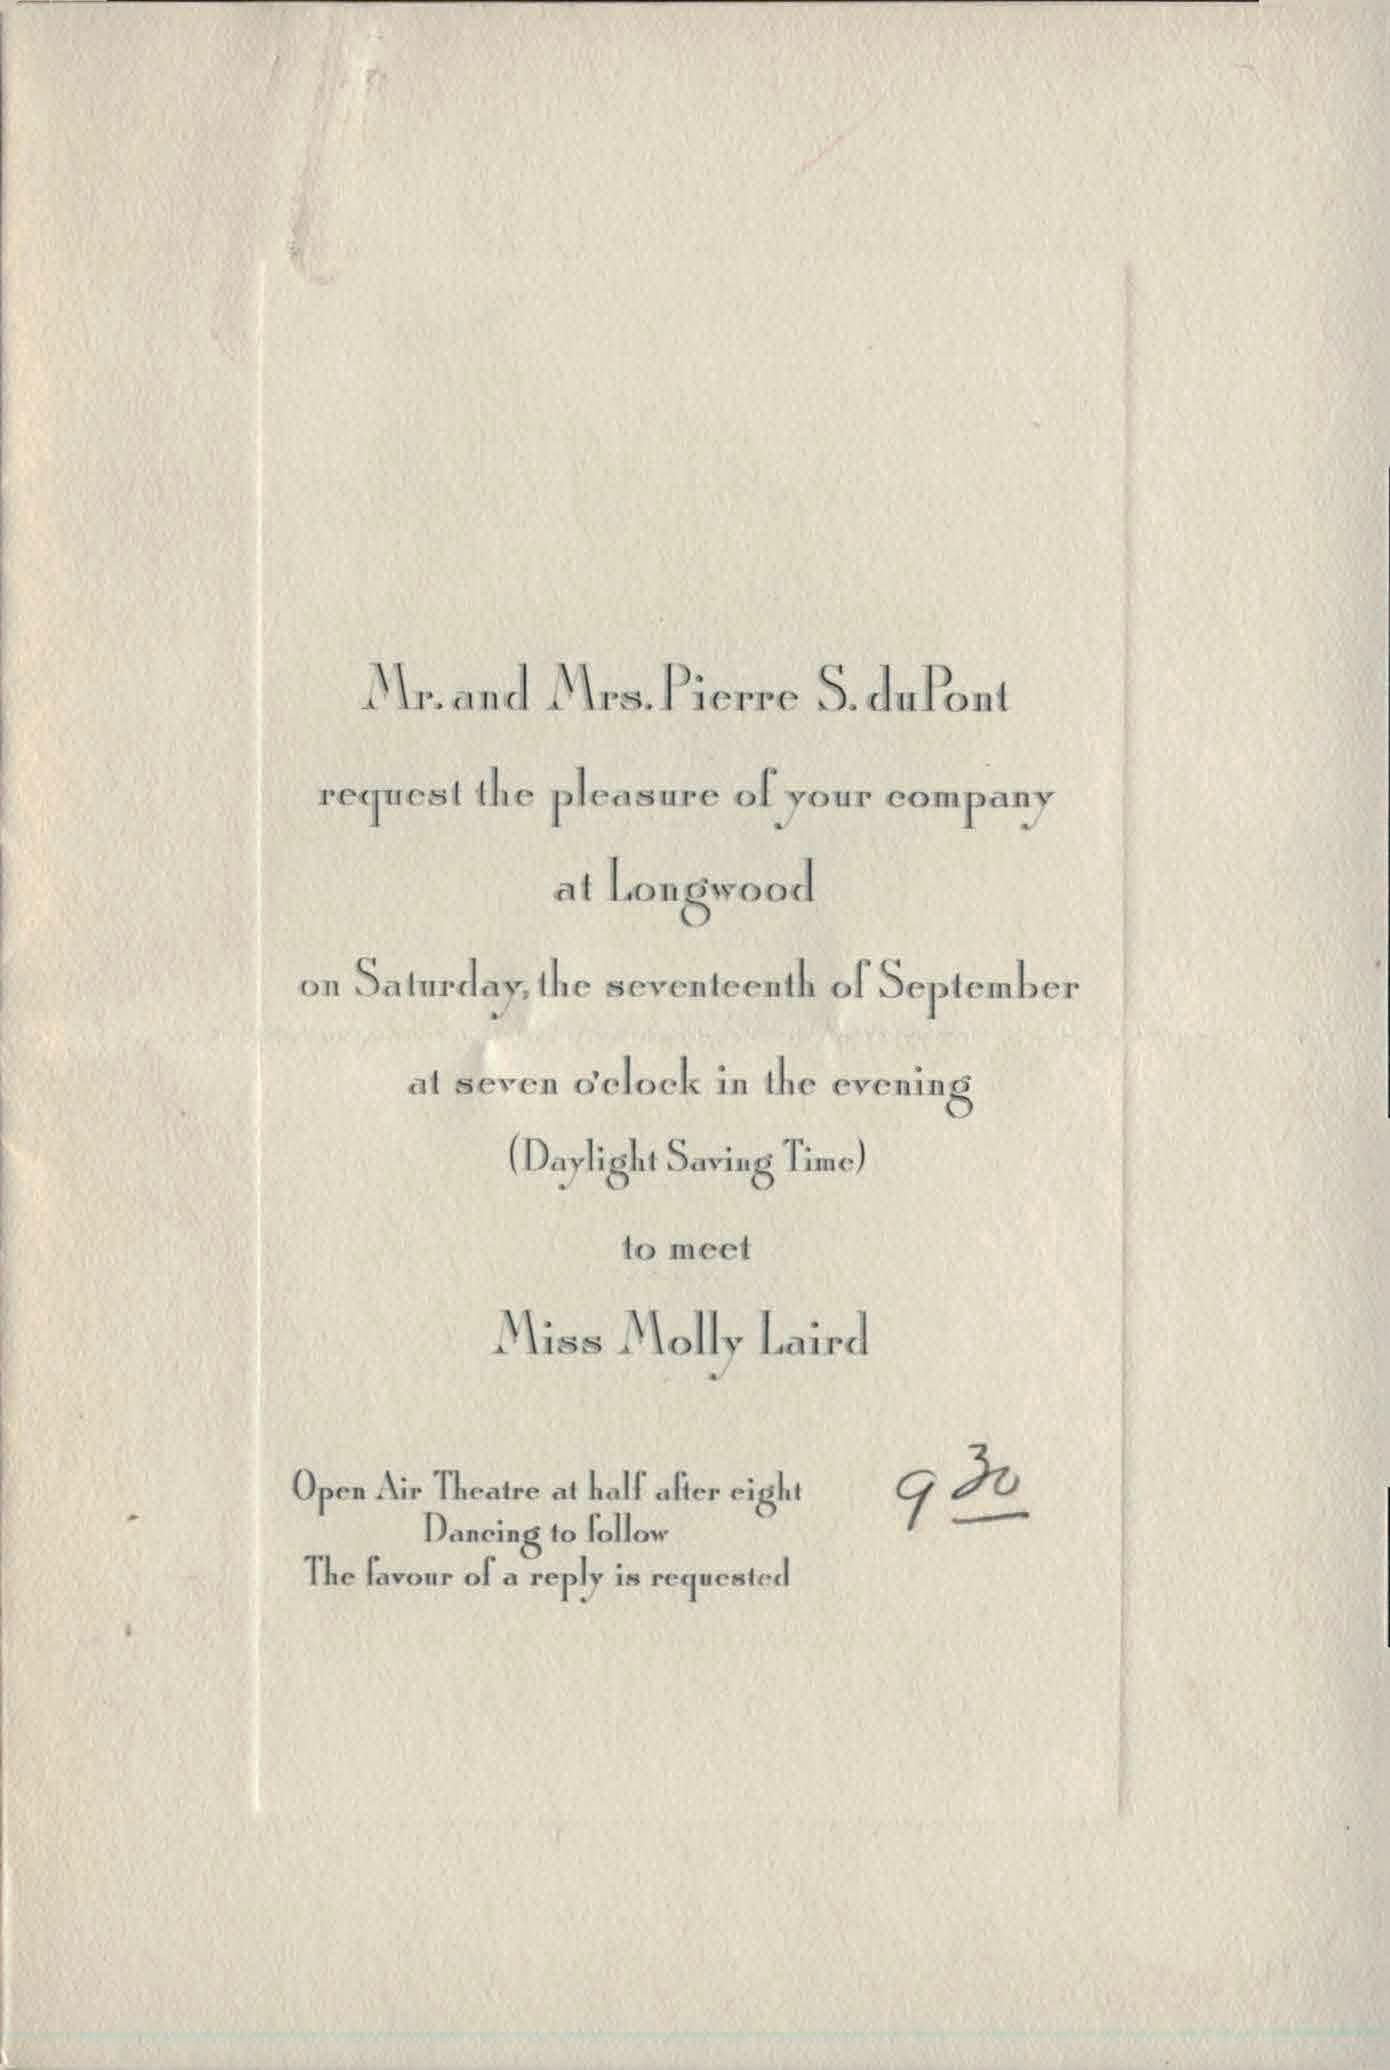 Mr. and Mrs. Pierre S. duPont
request the pleasure of your company
at Longwood
on Saturday, the seventeenth of September
at seven o'clock in the evening
(Daylight Saving Time)
to meet
Miss Molly Laird
Open Air Theatre at half after eight
Dancing to follow
The favour of a reply is requested
9 30